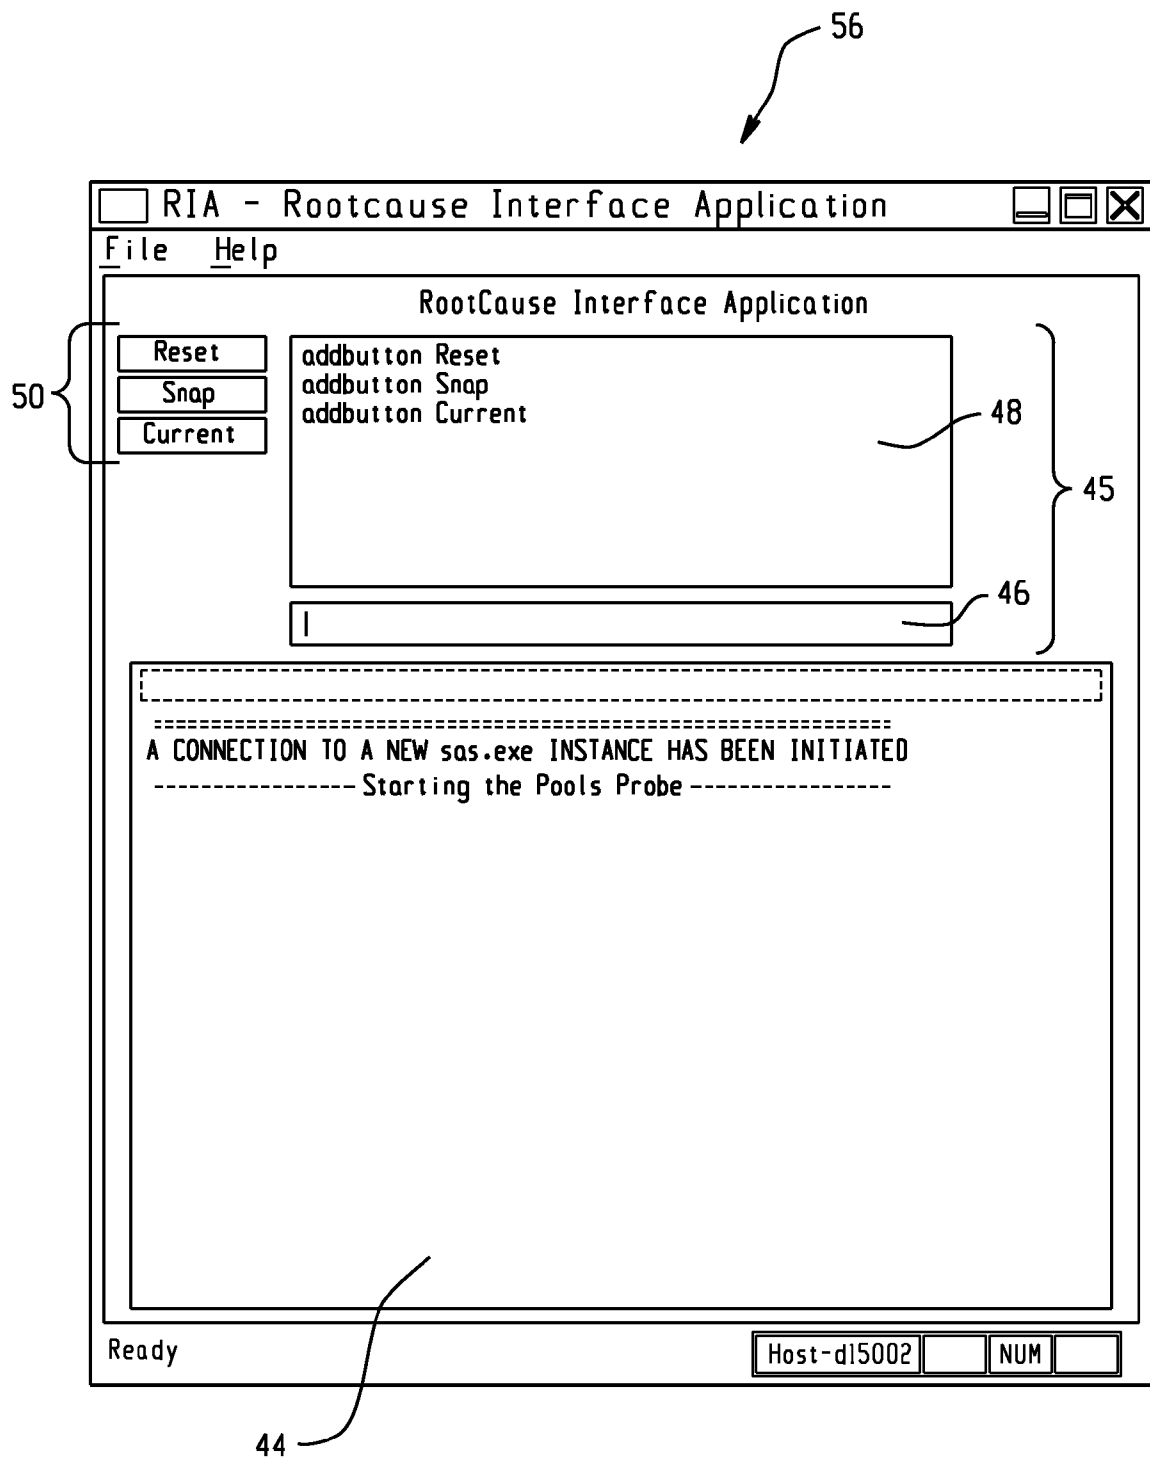 56
RIA - Rootcause Interface Application
File Help
RootCause Interface Application
50
Reset
Snap
Current
addbutton Reset
addbutton Snap
addbutton Current
48
45
46
============================================================
A CONNECTION TO A NEW sas.exe INSTANCE HAS BEEN INITIATED
----------------- Starting the Pools Probe -----------------
44
Ready
Host-d15002
NUM